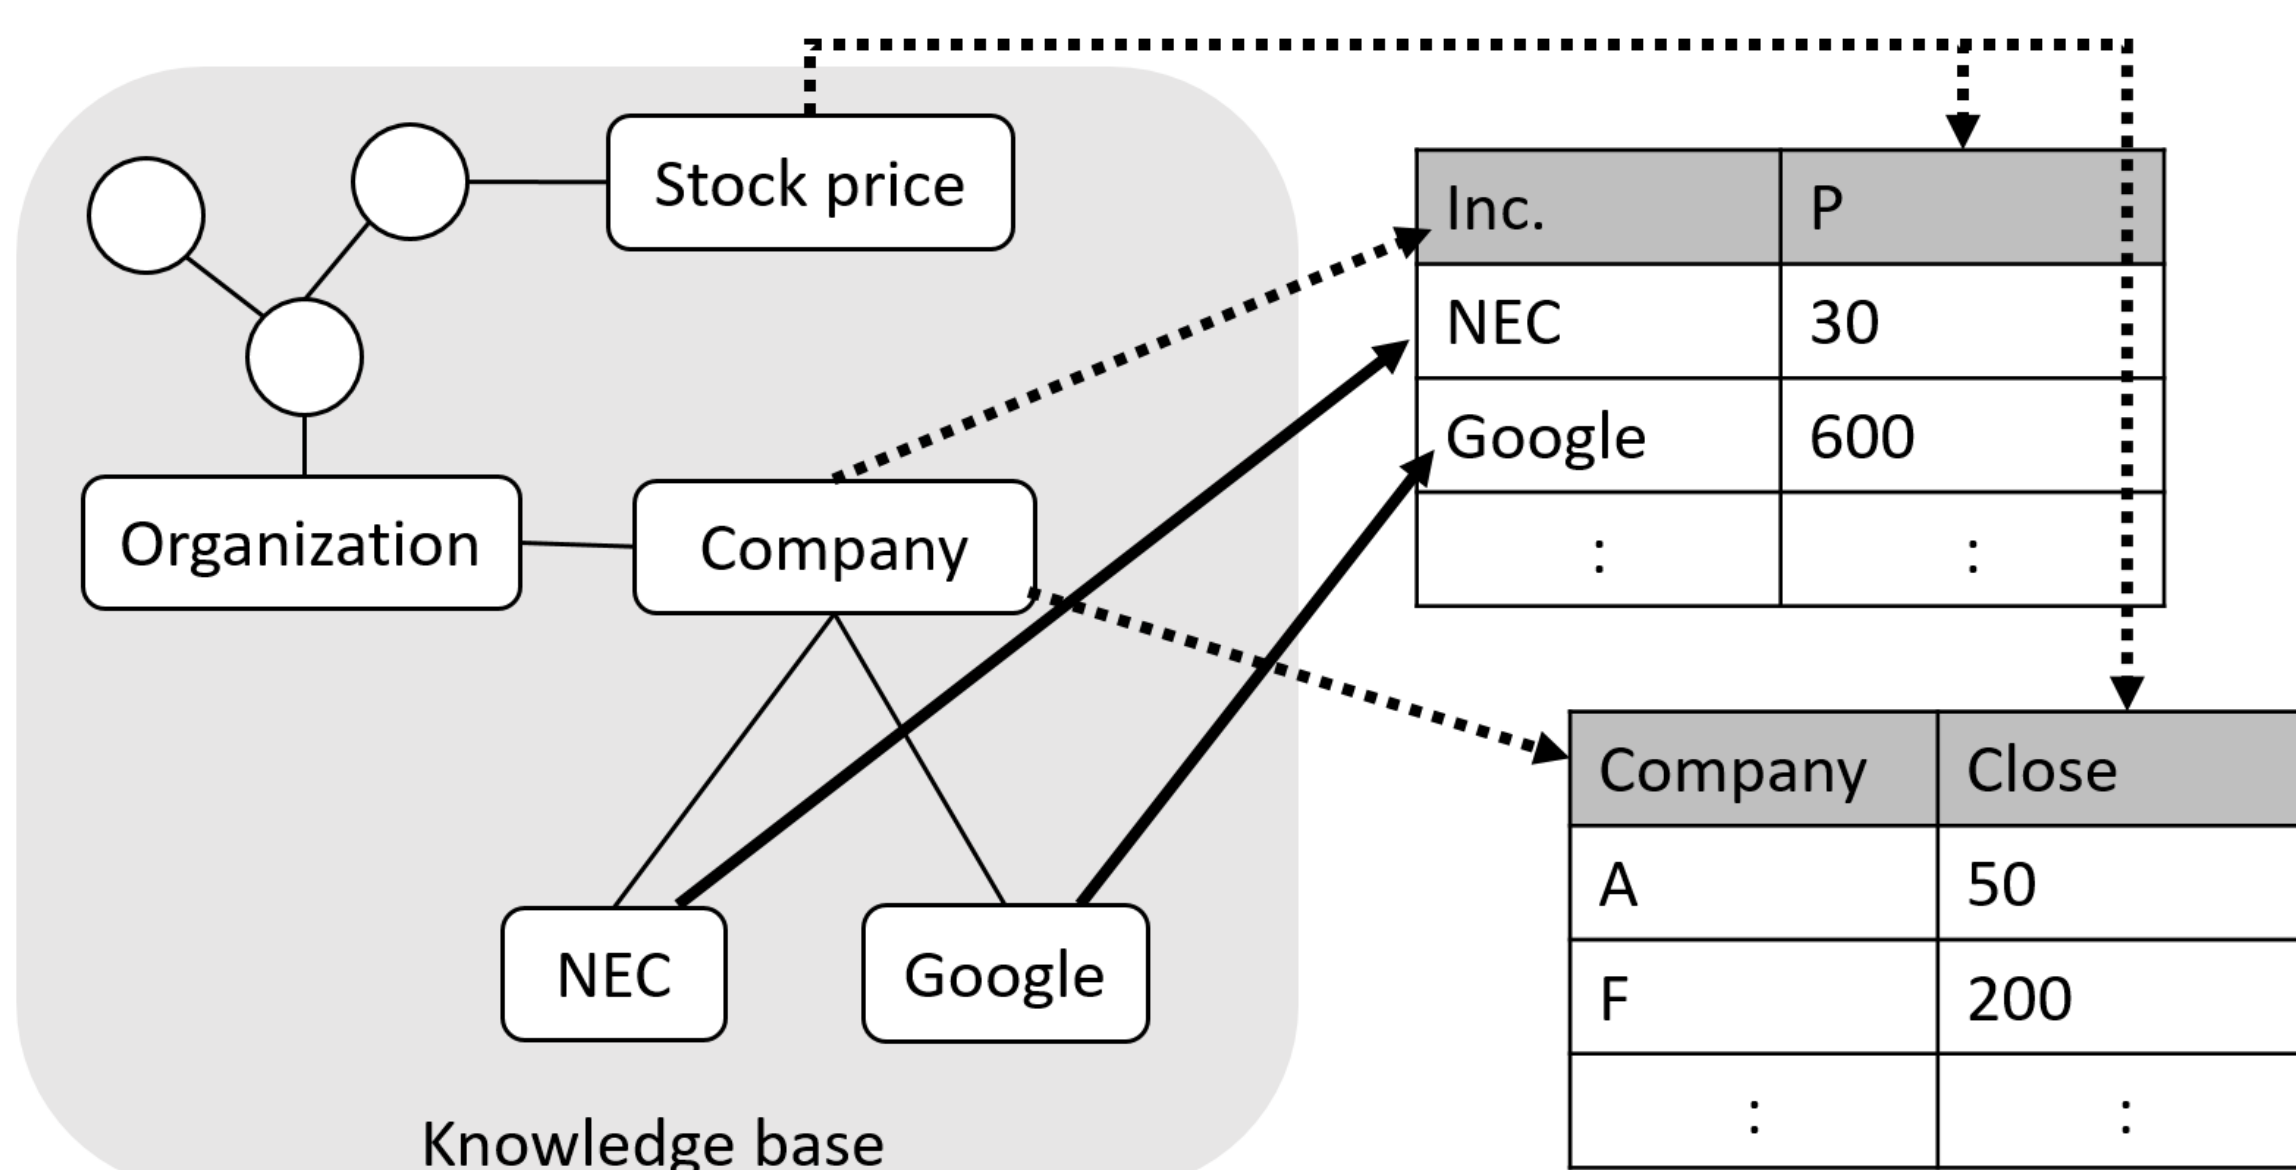 Stock price
Organization
Company
NEC
Google
Knowledge base
Inc. P
NEC 30
Google 600
: :
Company Close
A 50
F 200
: :